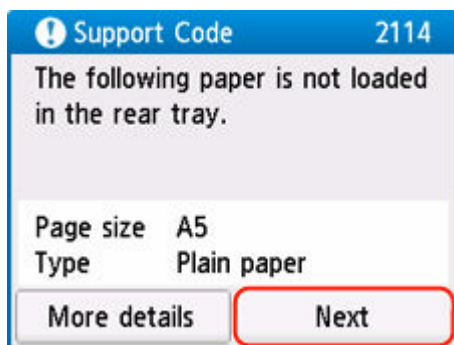 Support Code 2114
The following paper is not loaded
in the rear tray.
Page size A5
Type Plain paper
More details Next